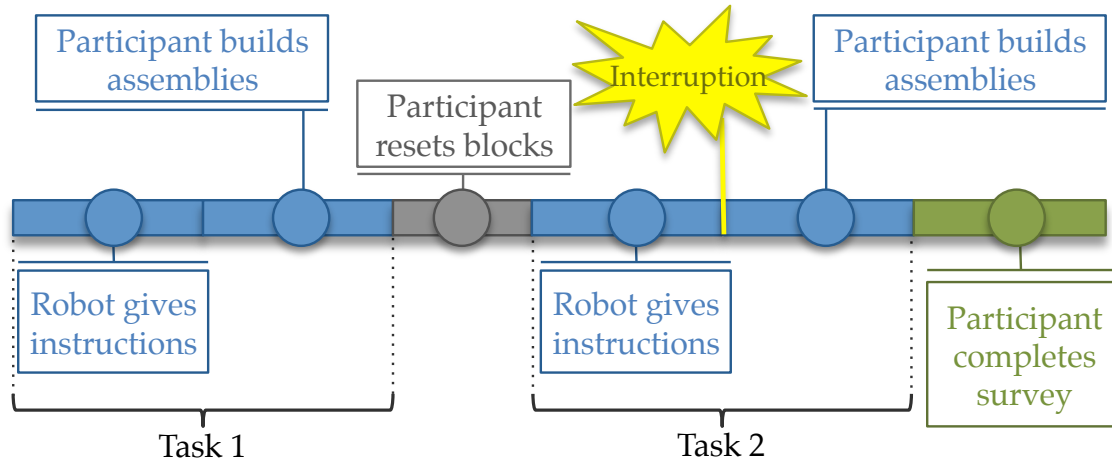 Participant builds
assemblies
Participant
resets blocks
Interruption
Participant builds
assemblies
Robot gives
instructions
Robot gives
instructions
Participant
completes
survey
Task 1
Task 2